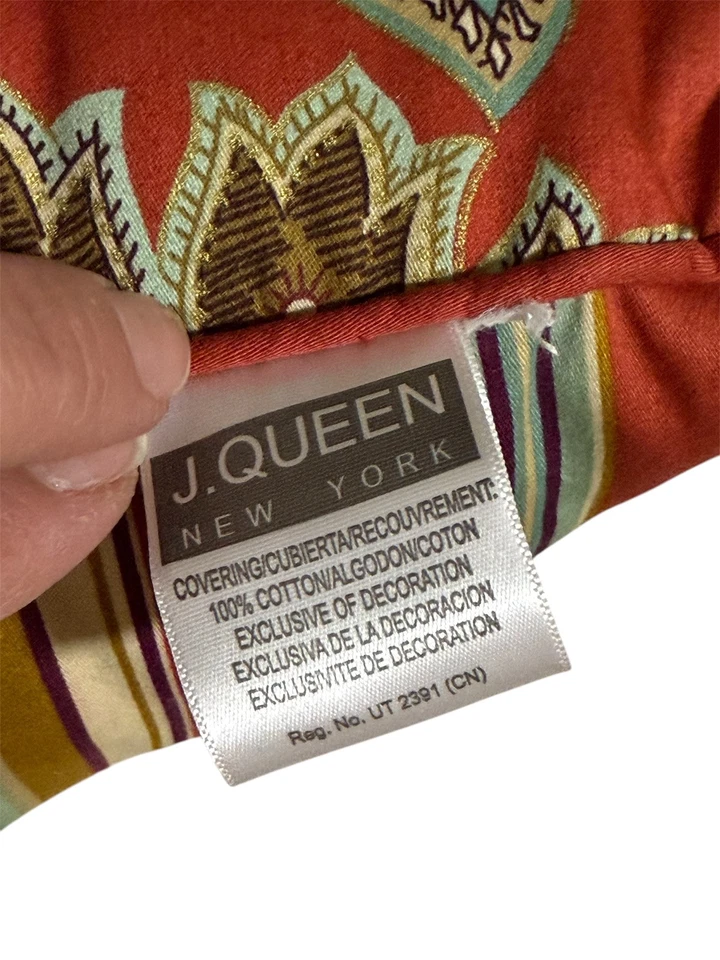 J.QUEEN
NEW YORK
COVERING/CUBIERTA/RECOUVREMENT:
100% COTTON/ALGODON/COTON
EXCLUSIVE OF DECORATION
EXCLUSIVA DE LA DECORACION
EXCLUSIVITE DE DECORATION
Reg. No. UT 2391 (CN)